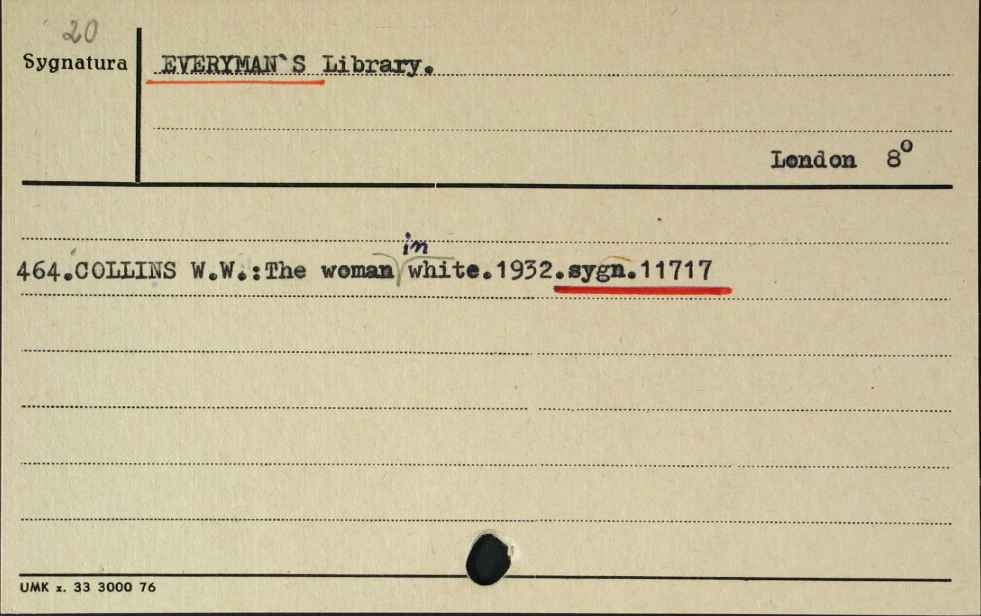 20
Sygnatura
EVERYMAN`S Library.
London 8°
464.COLLINS W.W.:The woman in white.1932.sygn.11717
UMK z. 33 3000 76